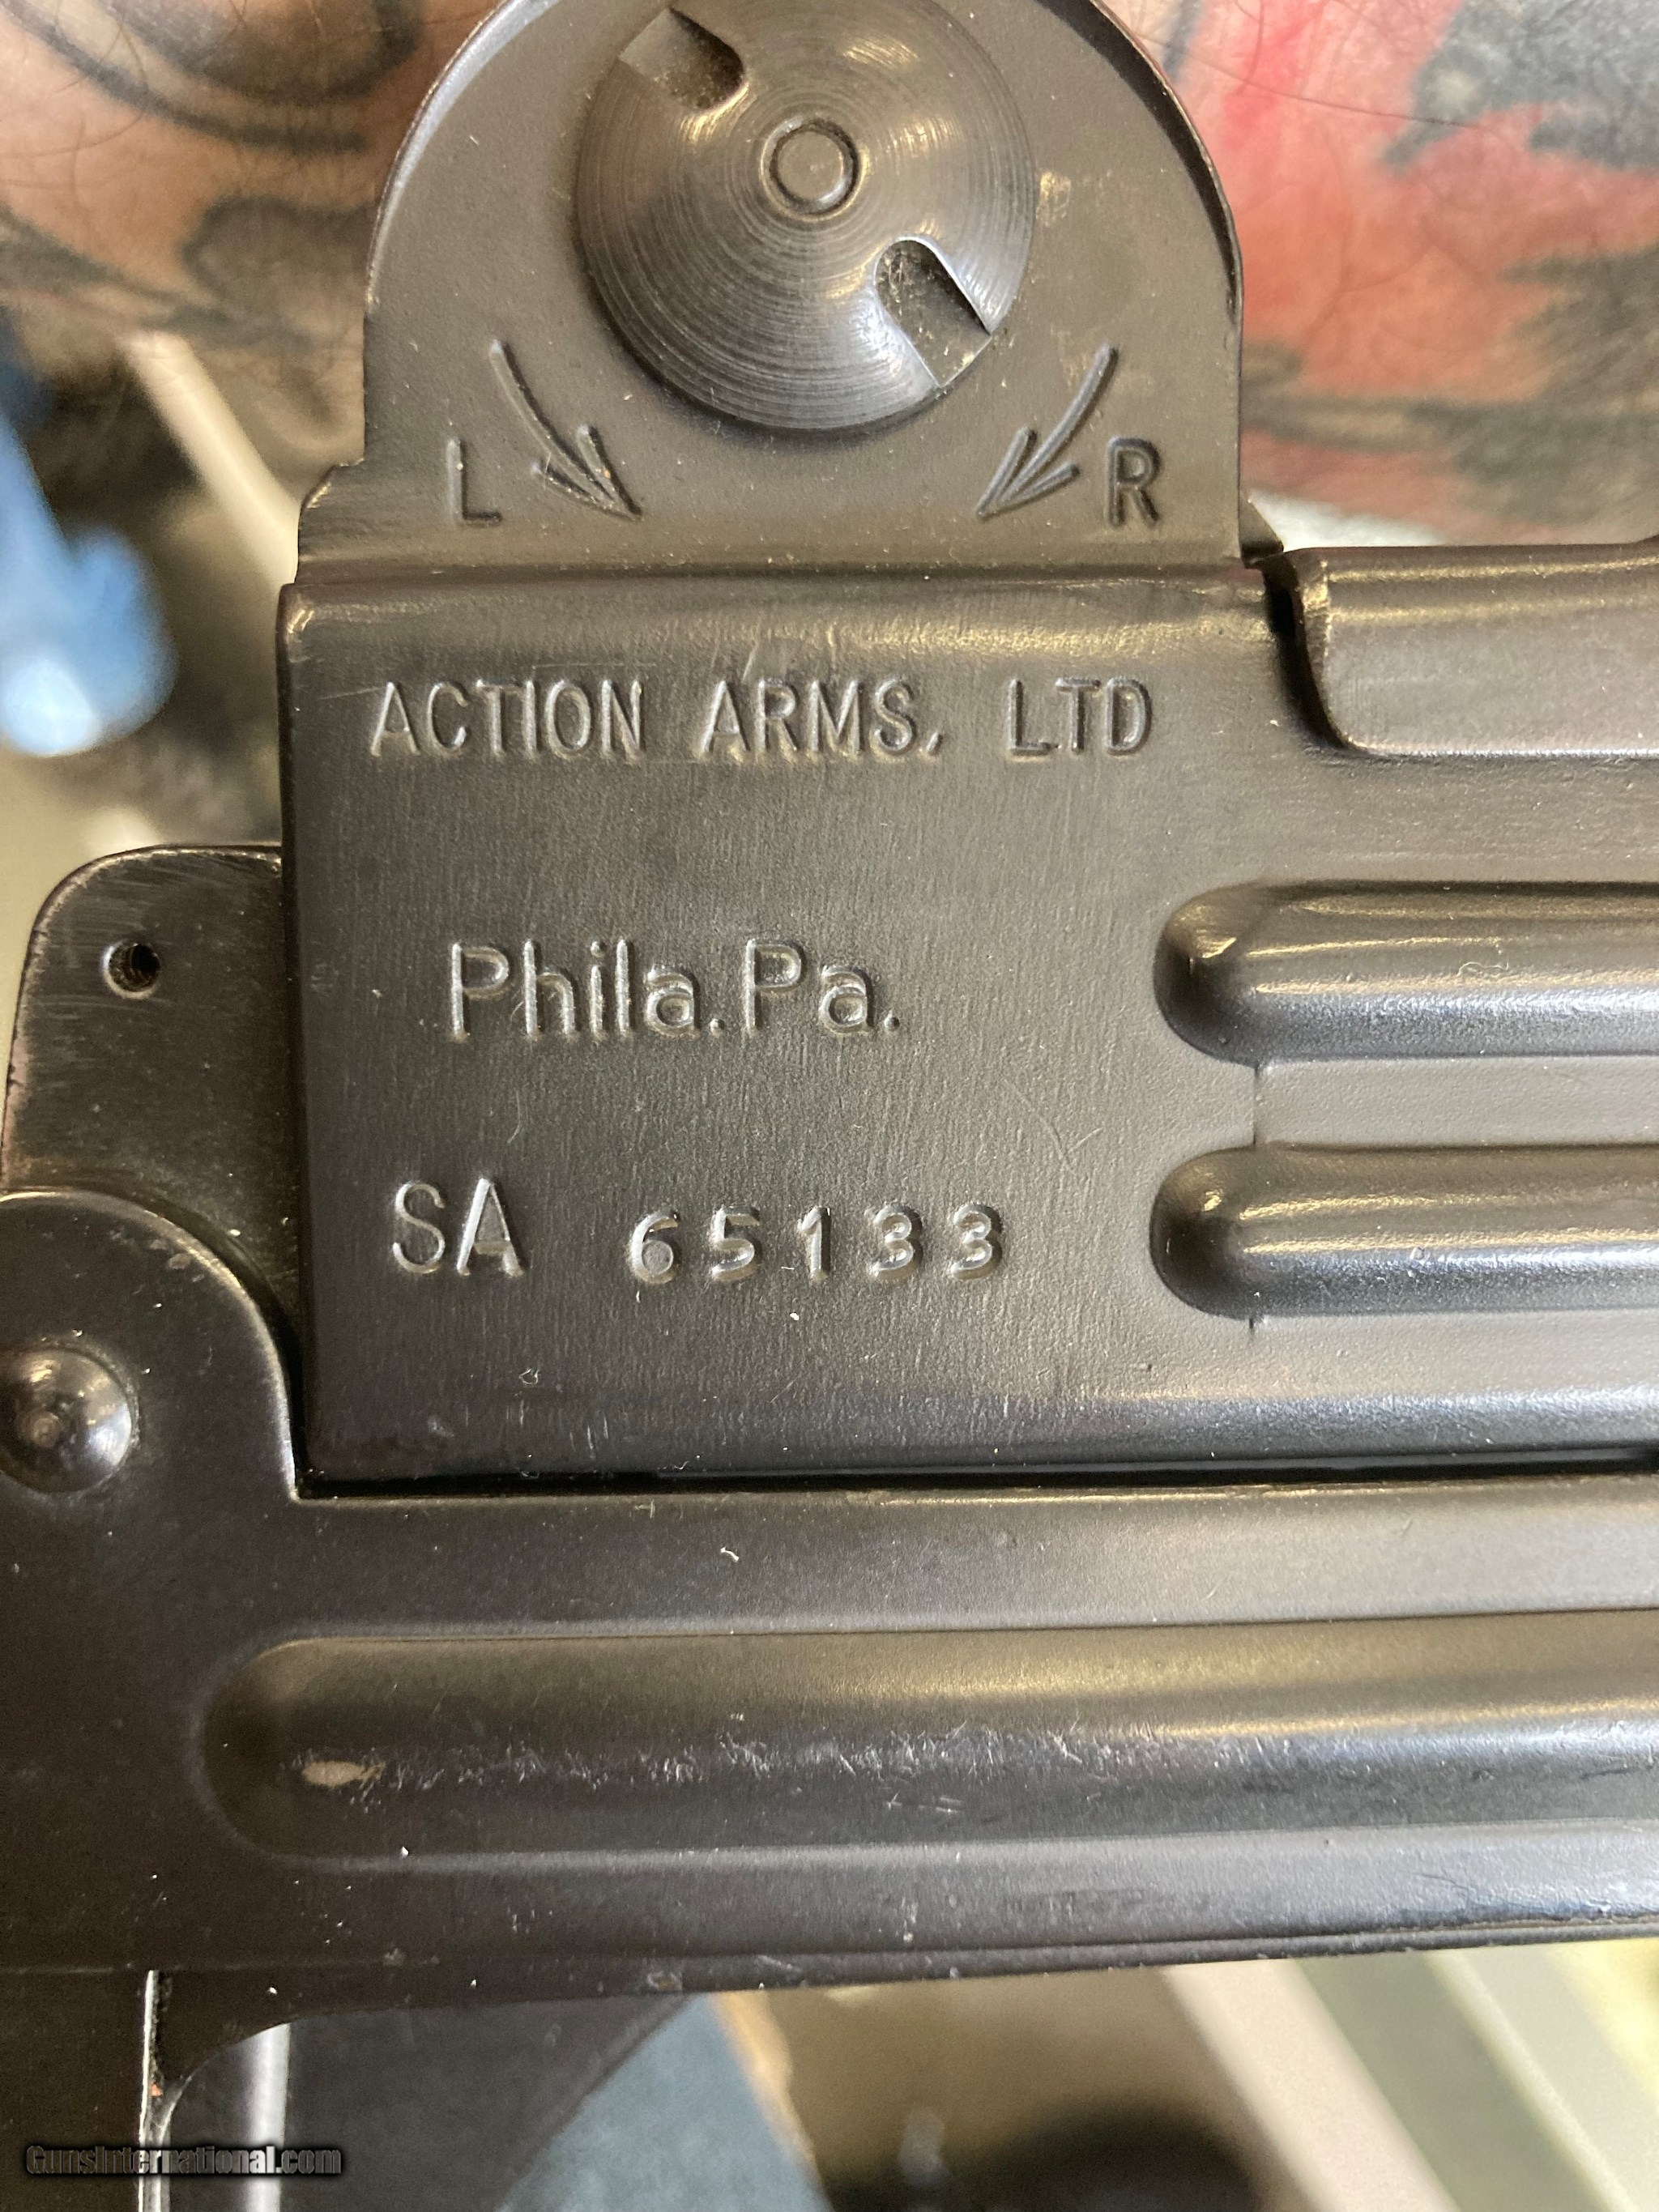 L R
ACTION ARMS, LTD
Phila.Pa.
SA 65133
GunsInternational.com